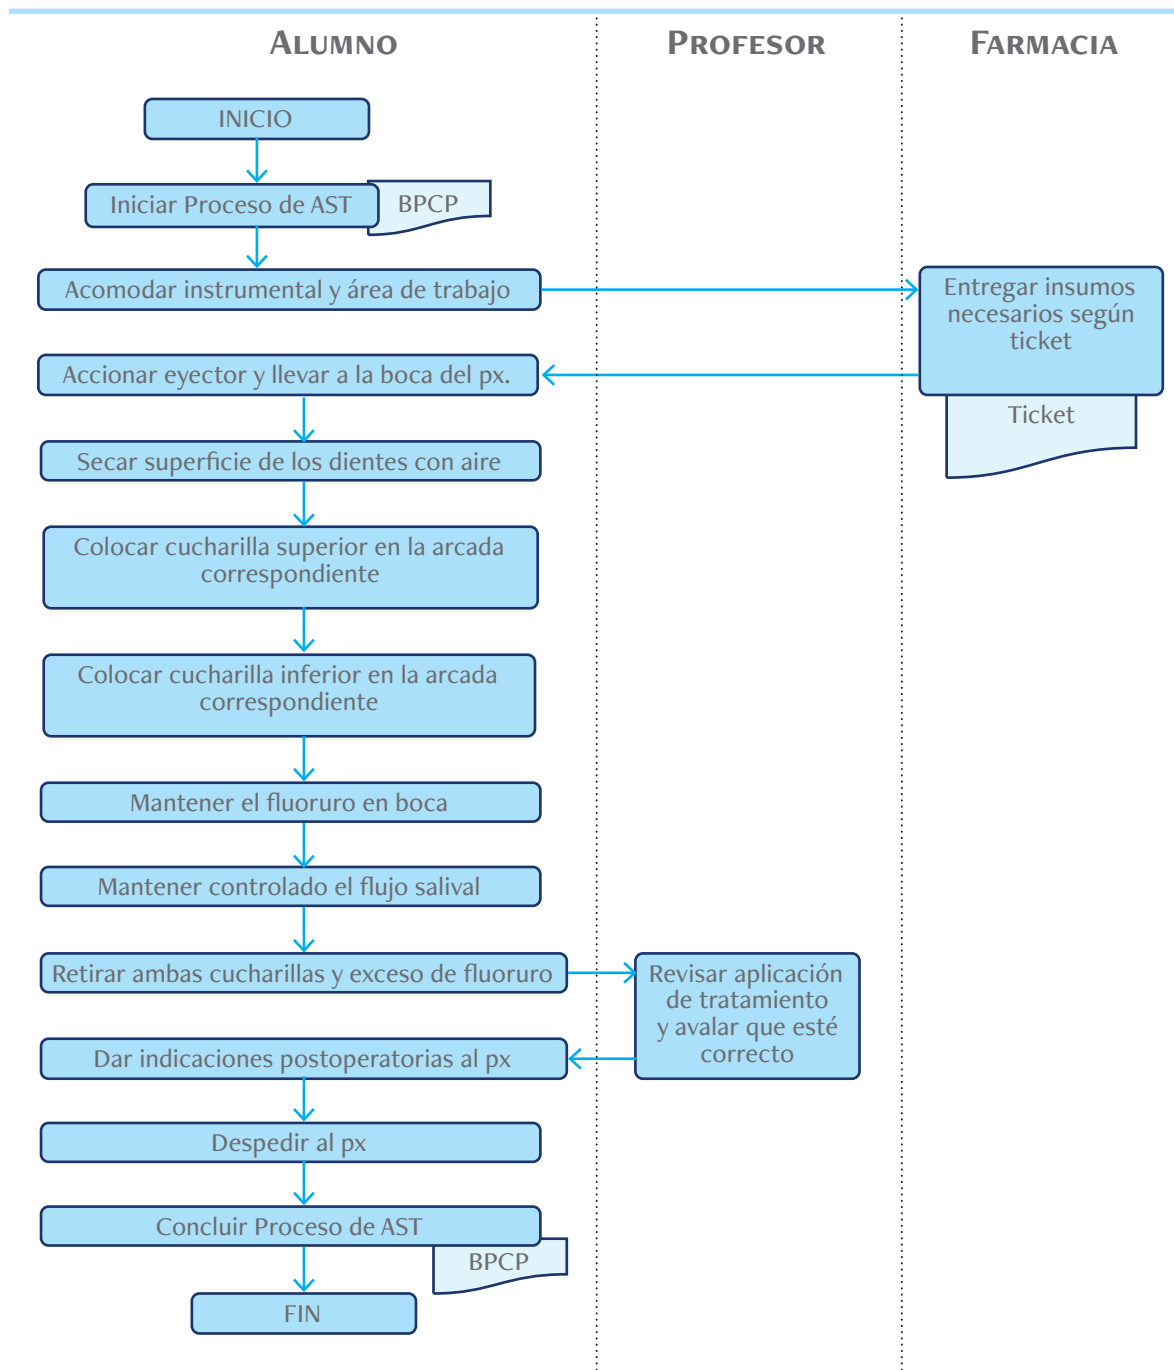 ALUMNO
PROFESOR
FARMACIA
INICIO
Iniciar Proceso de AST
BPCP
Acomodar instrumental y área de trabajo
Entregar insumos
necesarios según
ticket
Ticket
Accionar eyector y llevar a la boca del px.
Secar superficie de los dientes con aire
Colocar cucharilla superior en la arcada
correspondiente
Colocar cucharilla inferior en la arcada
correspondiente
Mantener el fluoruro en boca
Mantener controlado el flujo salival
Retirar ambas cucharillas y exceso de fluoruro
Revisar aplicación
de tratamiento
y avalar que esté
correcto
Dar indicaciones postoperatorias al px
Despedir al px
Concluir Proceso de AST
BPCP
FIN